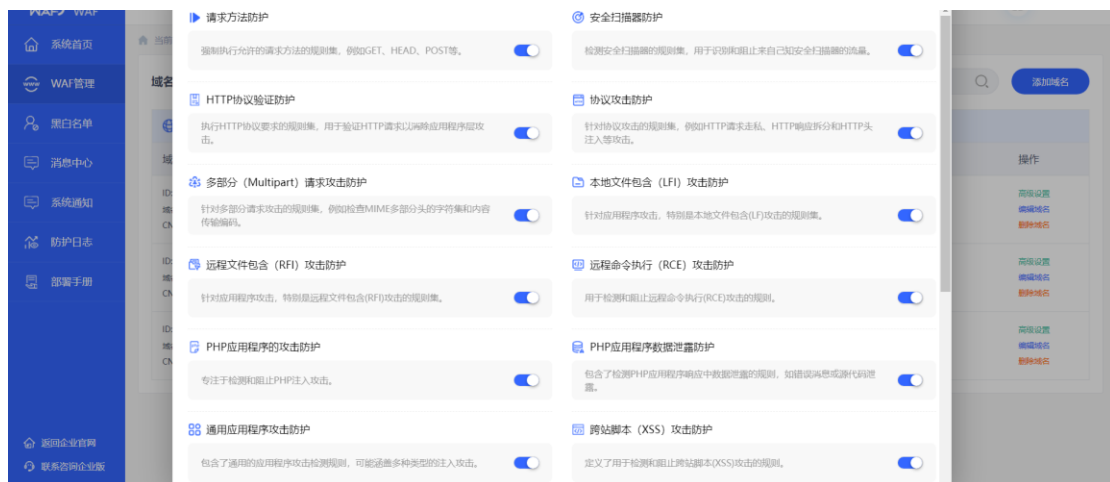 WAF
系统首页
WAF管理
黑白名单
消息中心
系统通知
防护日志
部署手册
返回企业官网
联系咨询企业版
域名
添加域名
操作
ID:
CN
高级设置
编辑域名
删除域名
ID:
CN
高级设置
编辑域名
删除域名
ID:
CN
高级设置
编辑域名
删除域名
请求方法防护
强制执行允许的请求方法的规则集，例如GET、HEAD、POST等。
安全扫描器防护
检测安全扫描器的规则集，用于识别和阻止来自己知安全扫描器的流量。
HTTP协议验证防护
执行HTTP协议要求的规则集，用于验证HTTP请求以消除应用程序层攻
击。
协议攻击防护
针对协议攻击的规则集，例如HTTP请求走私、HTTP响应拆分和HTTP头
注入等攻击。
多部分（Multipart）请求攻击防护
针对多部分请求攻击的规则集，例如检查MIME多部分头的字符集和内容
传输编码。
本地文件包含（LFI）攻击防护
针对应用程序攻击，特别是本地文件包含(LFI)攻击的规则集。
远程文件包含（RFI）攻击防护
针对应用程序攻击，特别是远程文件包含(RFI)攻击的规则集。
远程命令执行（RCE）攻击防护
用于检测和阻止远程命令执行(RCE)攻击的规则。
PHP应用程序的攻击防护
专注于检测和阻止PHP注入攻击。
PHP应用程序数据泄露防护
包含了检测PHP应用程序响应中数据泄露的规则，如错误消息或源代码泄
露。
通用应用程序攻击防护
包含了通用的应用程序攻击检测规则，可能涵盖多种类型的注入攻击。
跨站脚本（XSS）攻击防护
定义了用于检测和阻止跨站脚本(XSS)攻击的规则。